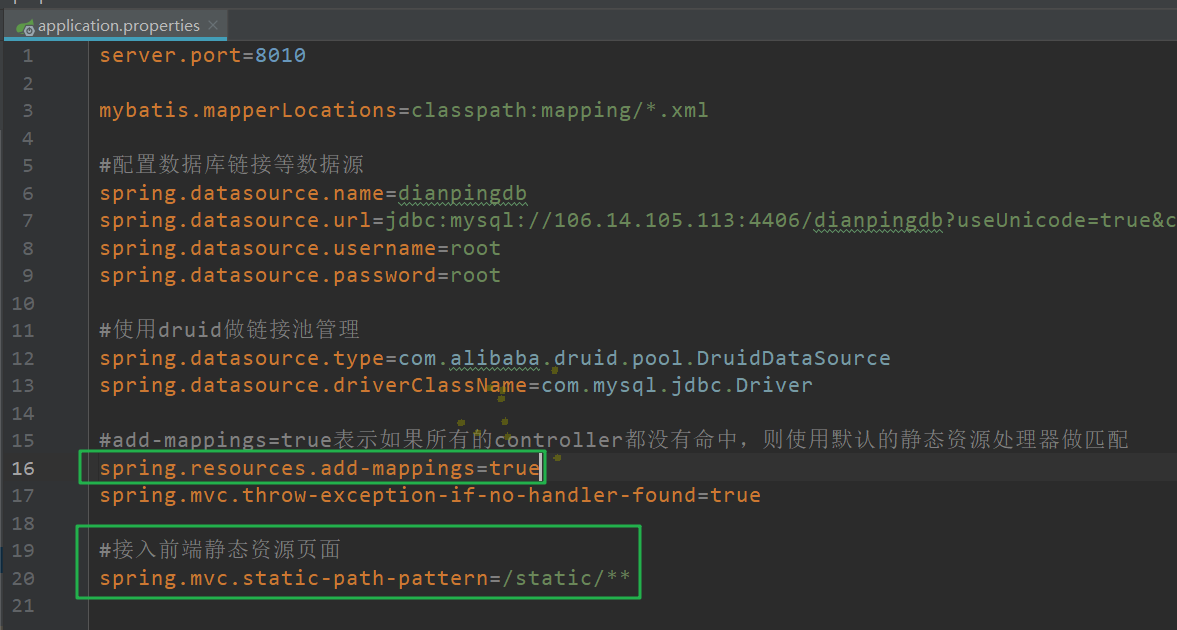 application.properties
1 server.port=8010
2
3 mybatis.mapperLocations=classpath:mapping/*.xml
4
5 #配置数据库链接等数据源
6 spring.datasource.name=dianpingdb
7 spring.datasource.url=jdbc:mysql://106.14.105.113:4406/dianpingdb?useUnicode=true&c
8 spring.datasource.username=root
9 spring.datasource.password=root
10
11 #使用druid做链接池管理
12 spring.datasource.type=com.alibaba.druid.pool.DruidDataSource
13 spring.datasource.driverClassName=com.mysql.jdbc.Driver
14
15 #add-mappings=true表示如果所有的controller都没有命中，则使用默认的静态资源处理器做匹配
16 spring.resources.add-mappings=true
17 spring.mvc.throw-exception-if-no-handler-found=true
18
19 #接入前端静态资源页面
20 spring.mvc.static-path-pattern=/static/**
21